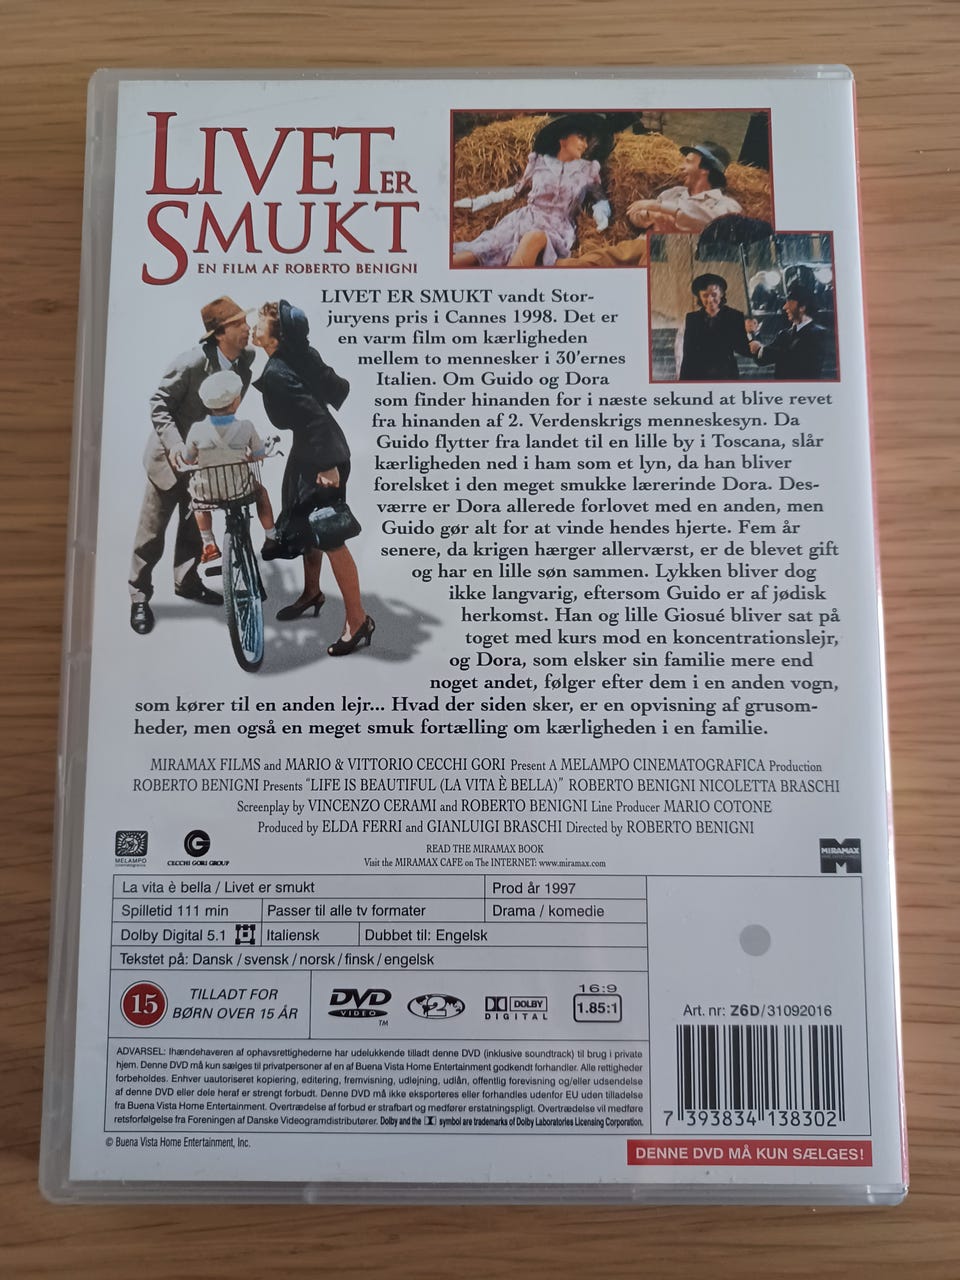 LIVET ER
SMUKT
EN FILM AF ROBERTO BENIGNI
LIVET ER SMUKT vandt Stor-
juryens pris i Cannes 1998. Det er
en varm film om kærligheden
mellem to mennesker i 30'ernes
Italien. Om Guido og Dora
som finder hinanden for i næste sekund at blive revet
fra hinanden af 2. Verdenskrigs menneskesyn. Da
Guido flytter fra landet til en lille by i Toscana, slår
kærligheden ned i ham som et lyn, da han bliver
forelsket i den meget smukke lærerinde Dora. Des-
værre er Dora allerede forlovet med en anden, men
Guido gør alt for at vinde hendes hjerte. Fem år
senere, da krigen hærger allerværst, er de blevet gift
og har en lille søn sammen. Lykken bliver dog
ikke langvarig, eftersom Guido er af jødisk
herkomst. Han og lille Giosué bliver sat på
toget med kurs mod en koncentrationslejr,
og Dora, som elsker sin familie mere end
noget andet, følger efter dem i en anden vogn,
som kører til en anden lejr... Hvad der siden sker, er en opvisning af grusom-
heder, men også en meget smuk fortælling om kærligheden i en familie.
MIRAMAX FILMS and MARIO & VITTORIO CECCHI GORI Present A MELAMPO CINEMATOGRAFICA Production
ROBERTO BENIGNI Presents "LIFE IS BEAUTIFUL (LA VITA È BELLA)" ROBERTO BENIGNI NICOLETTA BRASCHI
Screenplay by VINCENZO CERAMI and ROBERTO BENIGNI Line Producer MARIO COTONE
Produced by ELDA FERRI and GIANLUIGI BRASCHI Directed by ROBERTO BENIGNI
READ THE MIRAMAX BOOK
Visit the MIRAMAX CAFE on The INTERNET: www.miramax.com
MELAMPO
cinematografica
CECCHI GORI GROUP
MIRAMAX
HOME ENTERTAINMENT
La vita è bella / Livet er smukt
Prod år 1997
Spilletid 111 min
Passer til alle tv formater
Drama / komedie
Dolby Digital 5.1
Italiensk
Dubbet til: Engelsk
Tekstet på: Dansk / svensk / norsk / finsk / engelsk
15
TILLADT FOR
BØRN OVER 15 ÅR
DVD
VIDEO
TM
2
DOLBY
DIGITAL
16:9
1.85:1
Art. nr: Z6D/31092016
7 393834 138302
ADVARSEL: Ihændehaveren af ophavsrettighederne har udelukkende tilladt denne DVD (inklusive soundtrack) til brug i private
hjem. Denne DVD må kun sælges til privatpersoner af en af Buena Vista Home Entertainment godkendt forhandler. Alle rettigheder
forbeholdes. Enhver uautoriseret kopiering, editering, fremvisning, udlejning, udlån, offentlig forevisning og/eller udsendelse
af denne DVD eller dele heraf er strengt forbudt. Denne DVD må ikke eksporteres eller forhandles udenfor EU uden tilladelse
fra Buena Vista Home Entertainment. Overtrædelse af forbud er strafbart og medfører erstatningspligt. Overtrædelse vil medføre
retsforfølgelse fra Foreningen af Danske Videogramdistributører. Dolby and the symbol are trademarks of Dolby Laboratories Licensing Corporation.
© Buena Vista Home Entertainment, Inc.
DENNE DVD MÅ KUN SÆLGES!